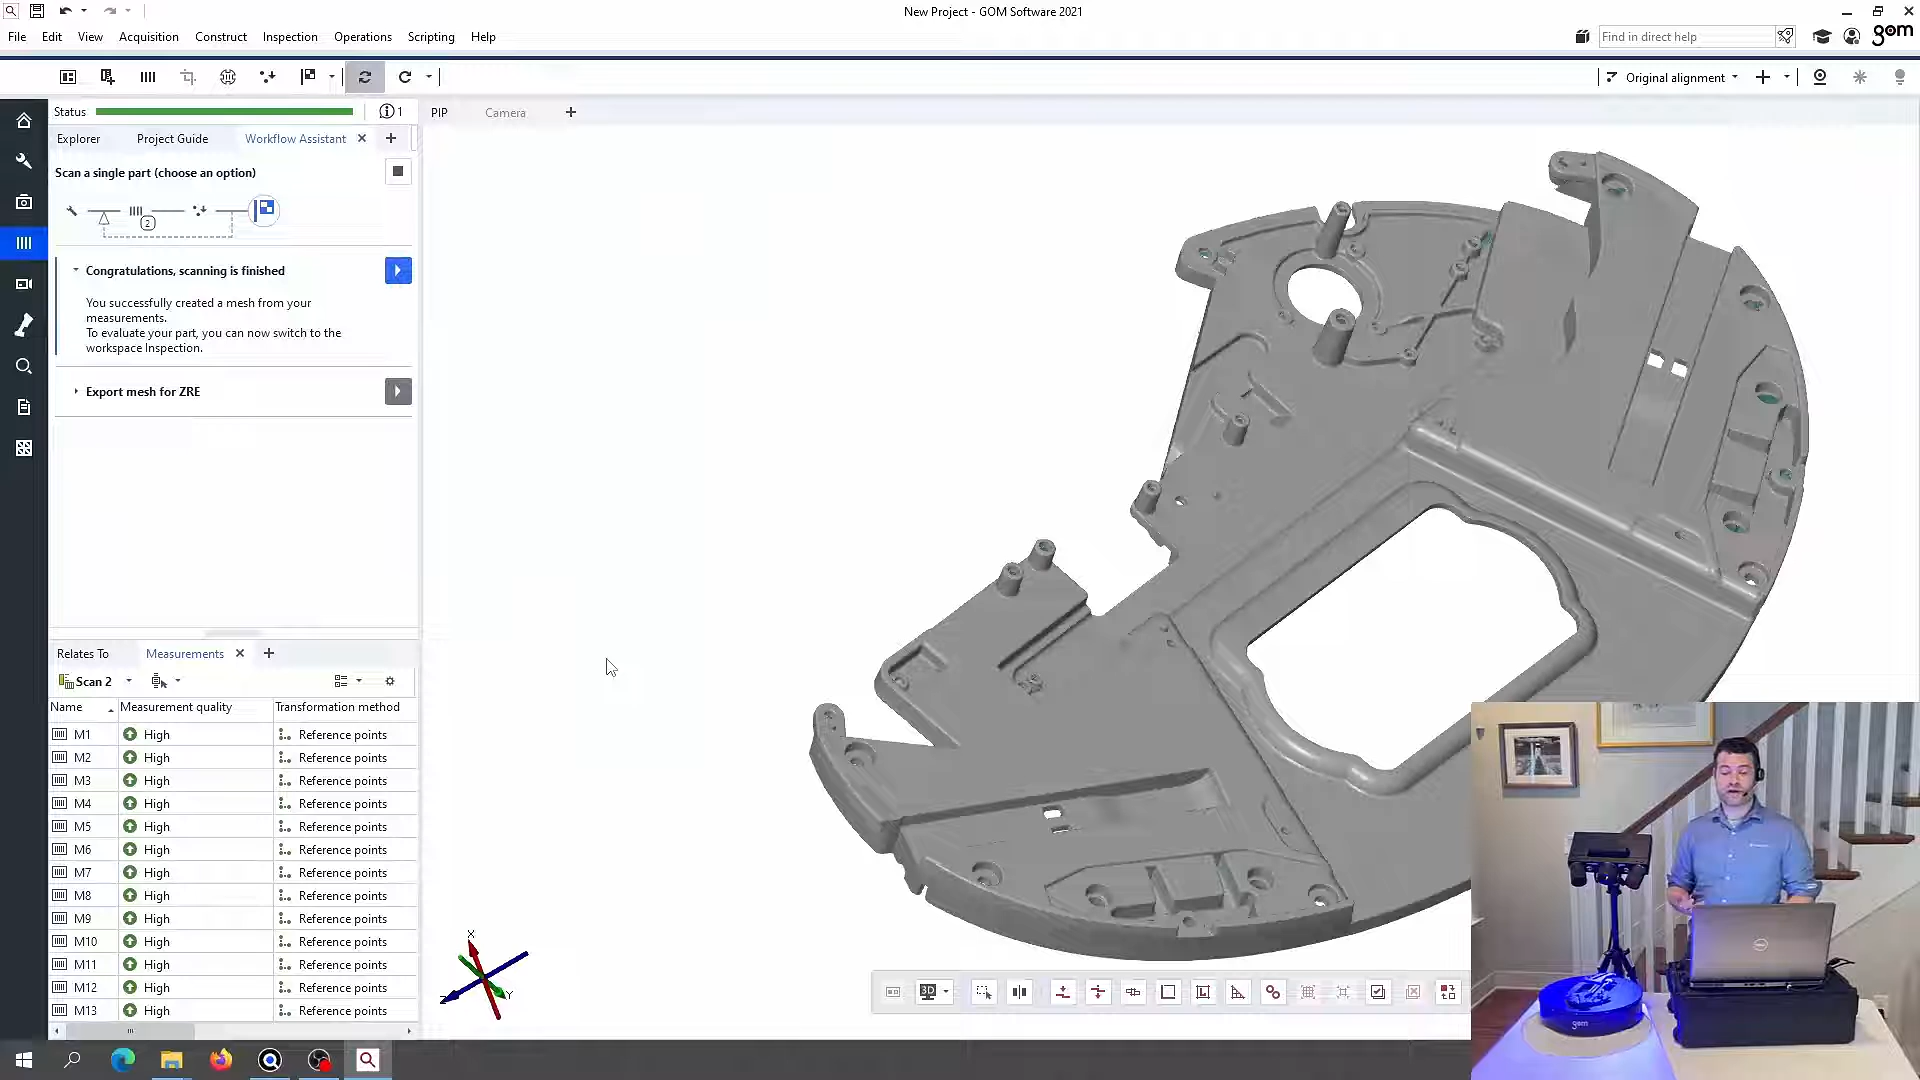 New Project - GOM Software 2021
File Edit View Acquisition Construct Inspection Operations Scripting Help
Find in direct help
gom
Original alignment
Status
1
PIP
Camera
Explorer
Project Guide
Workflow Assistant
Scan a single part (choose an option)
2
Congratulations, scanning is finished
You successfully created a mesh from your
measurements.
To evaluate your part, you can now switch to the
workspace Inspection.
Export mesh for ZRE
Relates To
Measurements
Scan 2
Name Measurement quality Transformation method
M1 High Reference points
M2 High Reference points
M3 High Reference points
M4 High Reference points
M5 High Reference points
M6 High Reference points
M7 High Reference points
M8 High Reference points
M9 High Reference points
M10 High Reference points
M11 High Reference points
M12 High Reference points
M13 High Reference points
X
Y
3D
DELL
gom